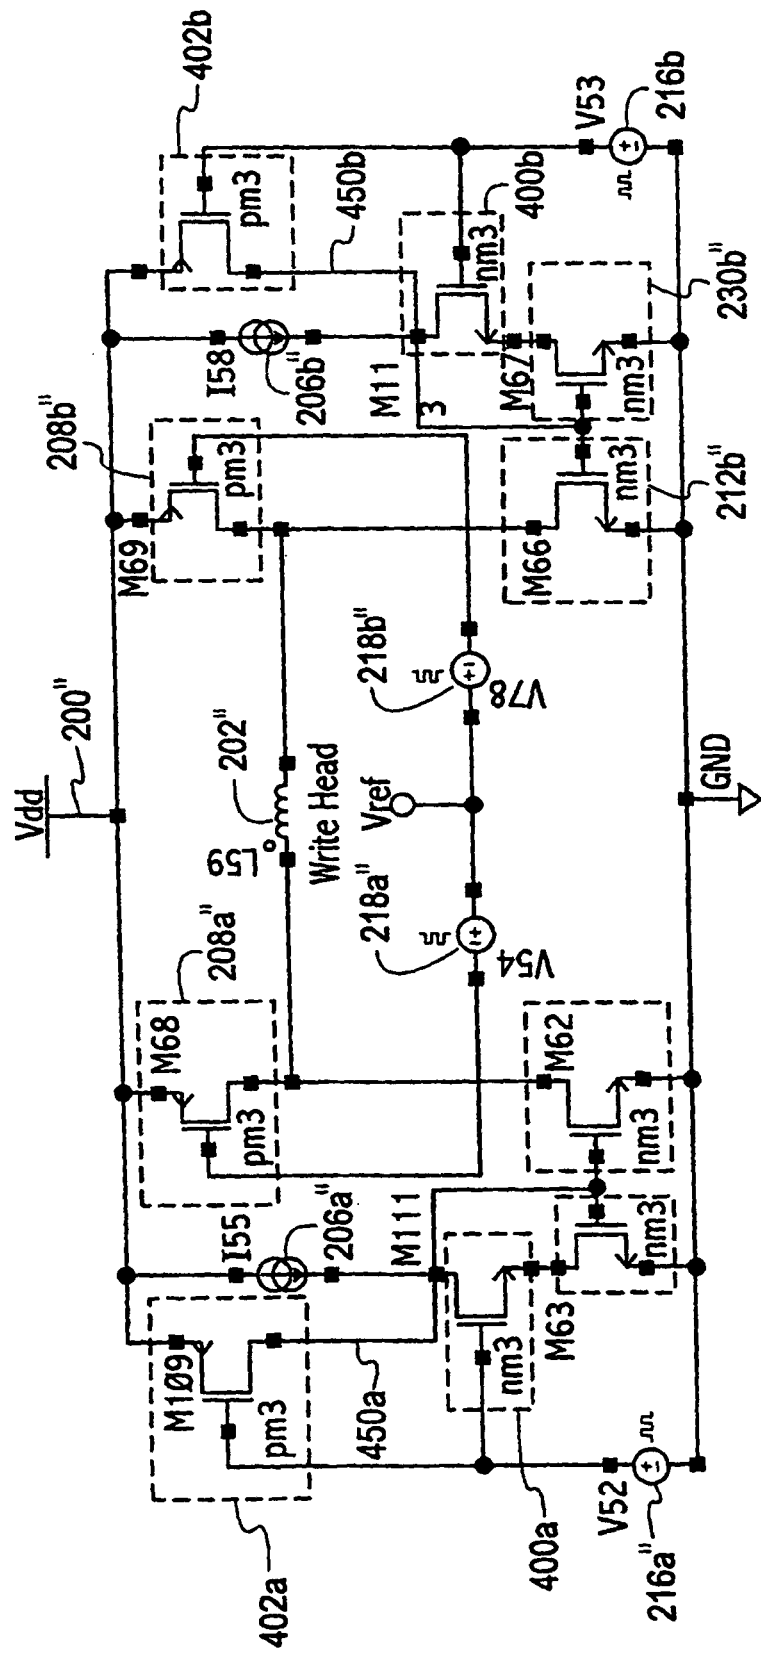 Vdd
200"
208b"
402b
M109
M68
208a"
M69
402a
pm3
I55
pm3
L59
202"
pm3
I58
pm3
206a"
Write Head
206b"
450a
450b
218a"
Vref
218b"
M111
M11
3
nm3
nm3
V54
V78
400a
M63
M62
M66
M67
400b
nm3
nm3
nm3
nm3
V52
V53
216a"
GND
212b"
230b"
216b